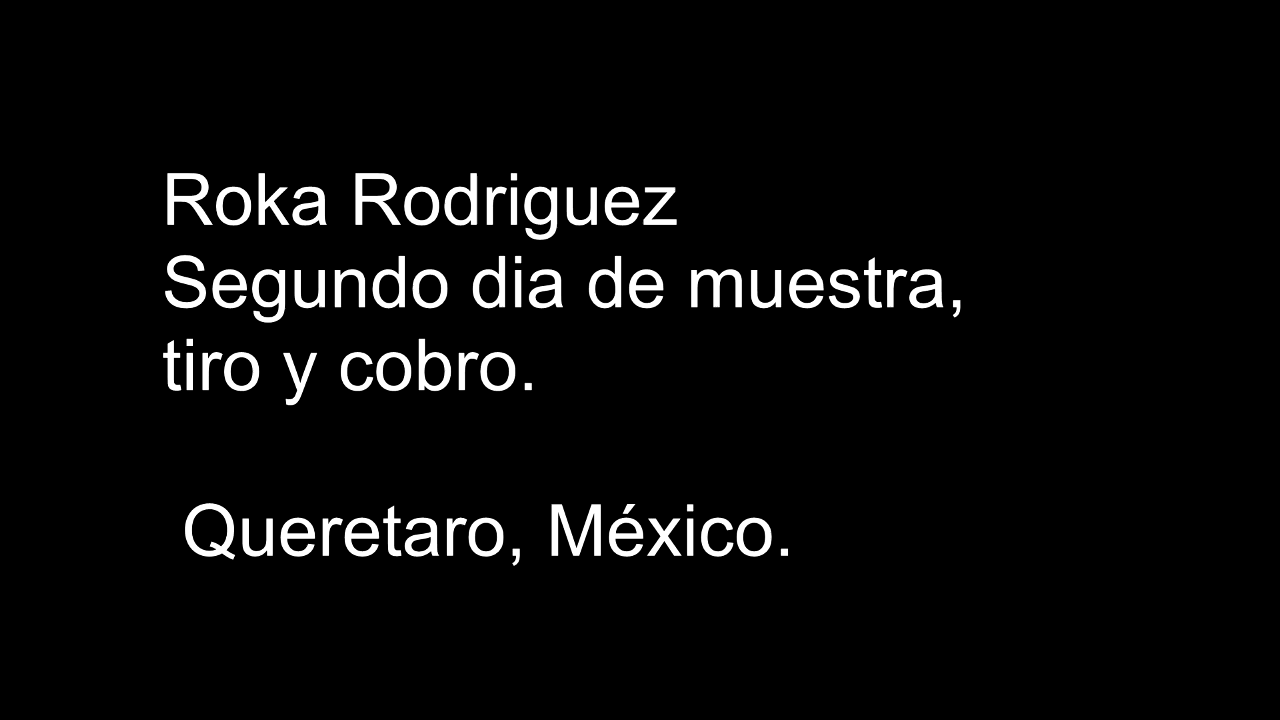 Roka Rodriguez
Segundo dia de muestra,
tiro y cobro.
Queretaro, México.